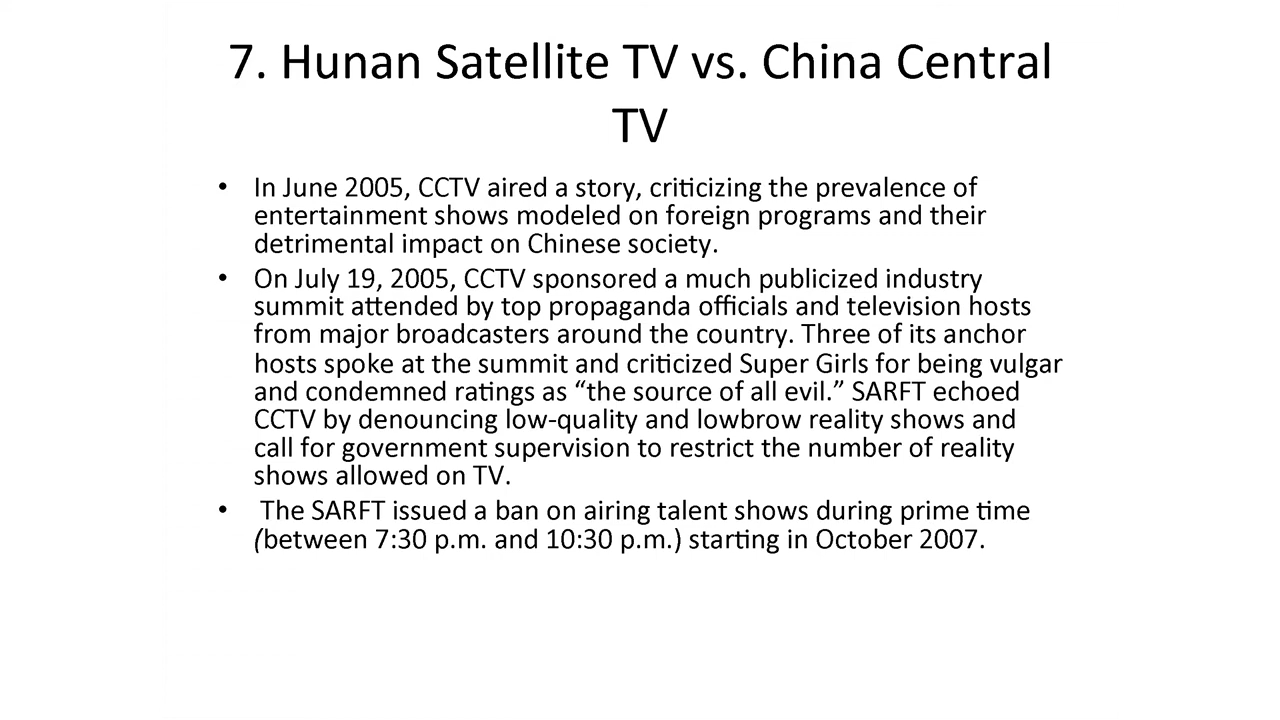 7. Hunan Satellite TV vs. China Central
TV
• In June 2005, CCTV aired a story, criticizing the prevalence of
entertainment shows modeled on foreign programs and their
detrimental impact on Chinese society.
• On July 19, 2005, CCTV sponsored a much publicized industry
summit attended by top propaganda officials and television hosts
from major broadcasters around the country. Three of its anchor
hosts spoke at the summit and criticized Super Girls for being vulgar
and condemned ratings as “the source of all evil.” SARFT echoed
CCTV by denouncing low-quality and lowbrow reality shows and
call for government supervision to restrict the number of reality
shows allowed on TV.
• The SARFT issued a ban on airing talent shows during prime time
(between 7:30 p.m. and 10:30 p.m.) starting in October 2007.